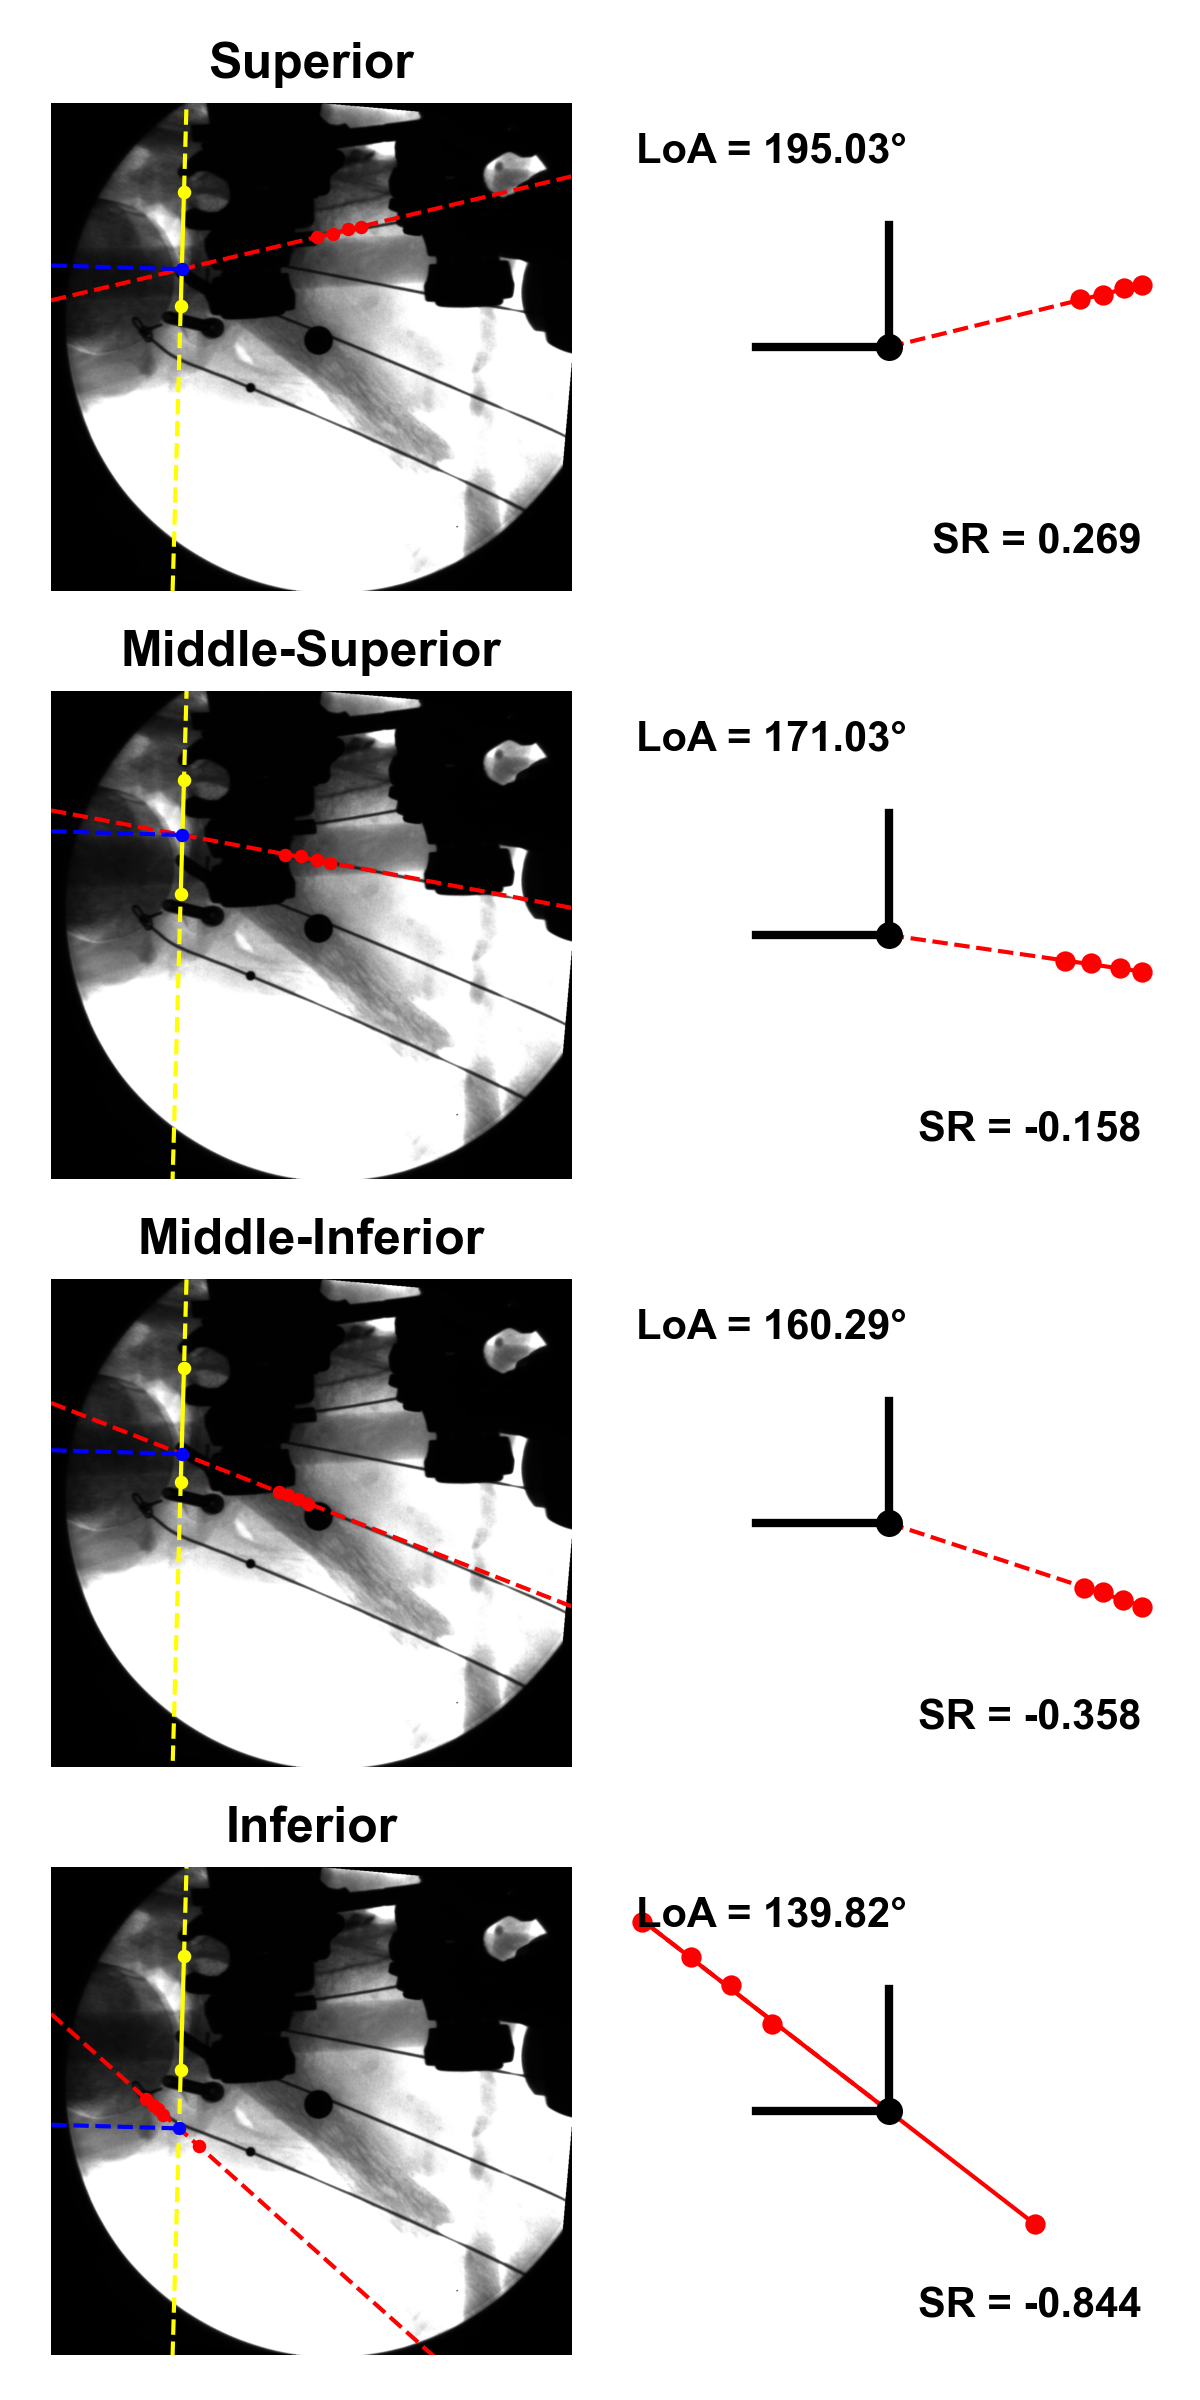 Superior
LoA = 195.03°
SR = 0.269
Middle-Superior
LoA = 171.03°
SR = -0.158
Middle-Inferior
LoA = 160.29°
SR = -0.358
Inferior
LoA = 139.82°
SR = -0.844